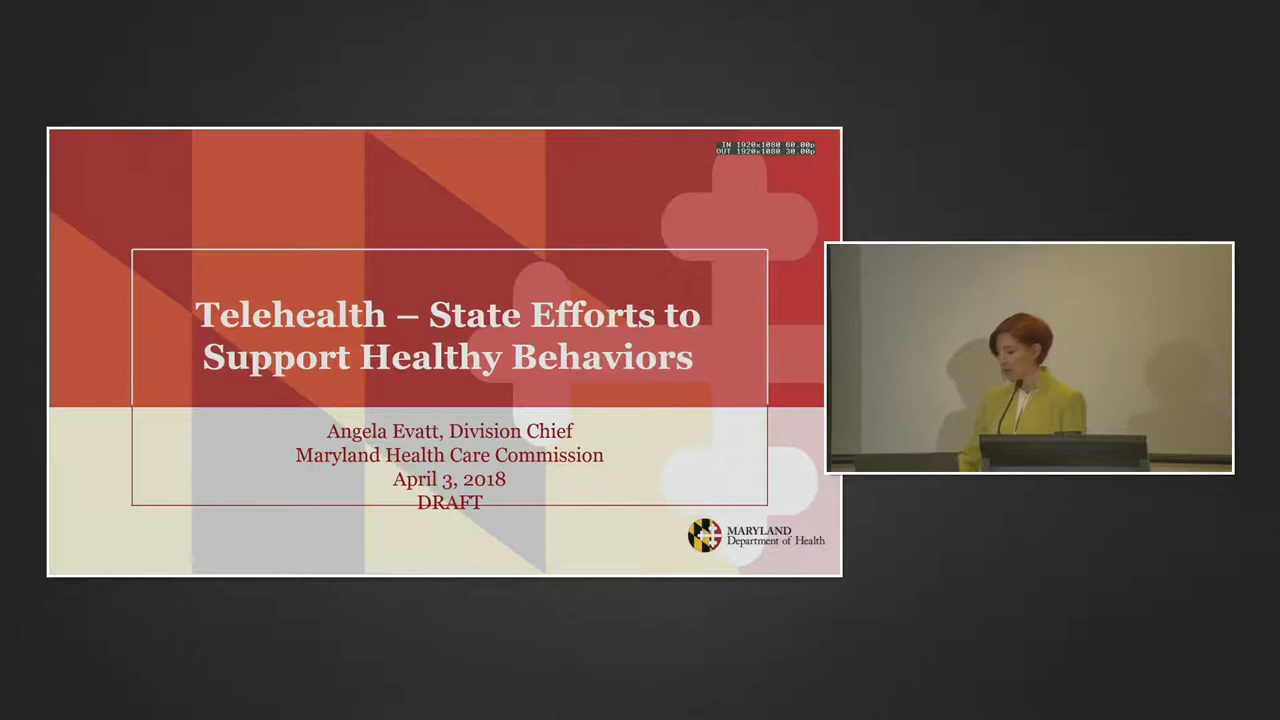 IN 1920x1080 60.00p
OUT 1920x1080 30.00p
Telehealth – State Efforts to
Support Healthy Behaviors
Angela Evatt, Division Chief
Maryland Health Care Commission
April 3, 2018
DRAFT
MARYLAND
Department of Health